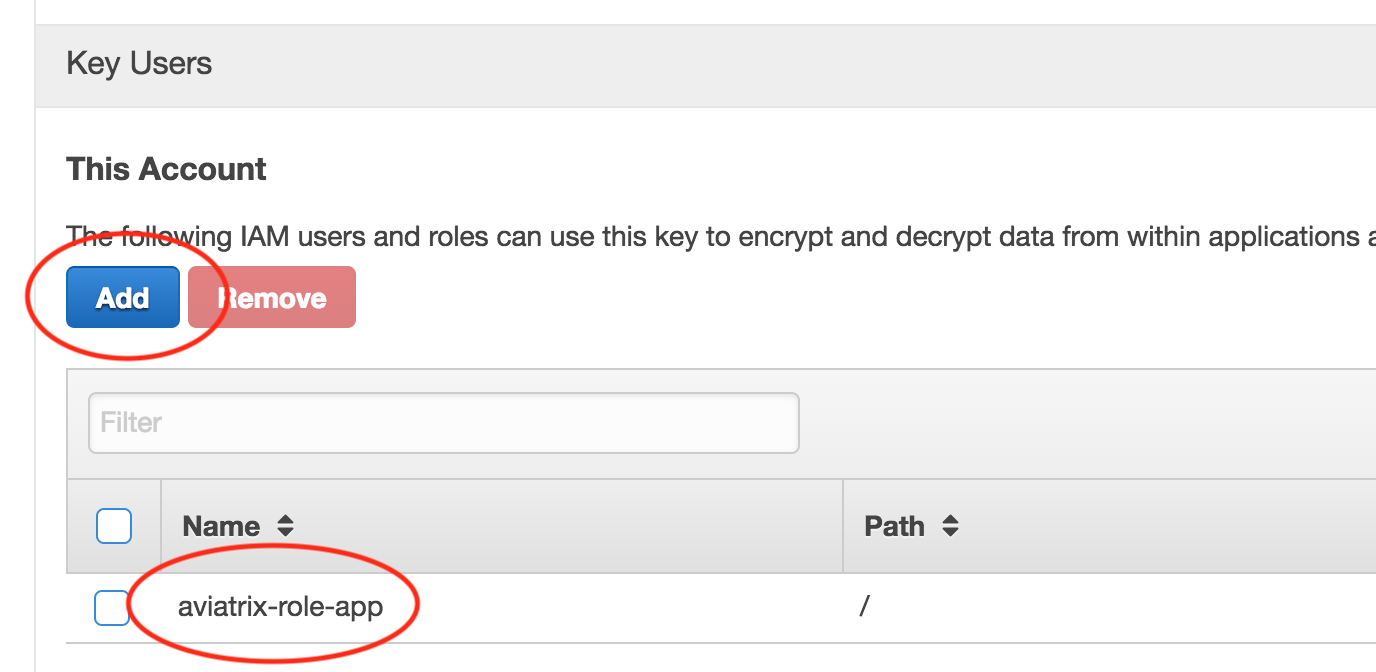 Key Users
This Account
The following IAM users and roles can use this key to encrypt and decrypt data from within applications
Add Remove
Filter
Name Path
aviatrix-role-app /